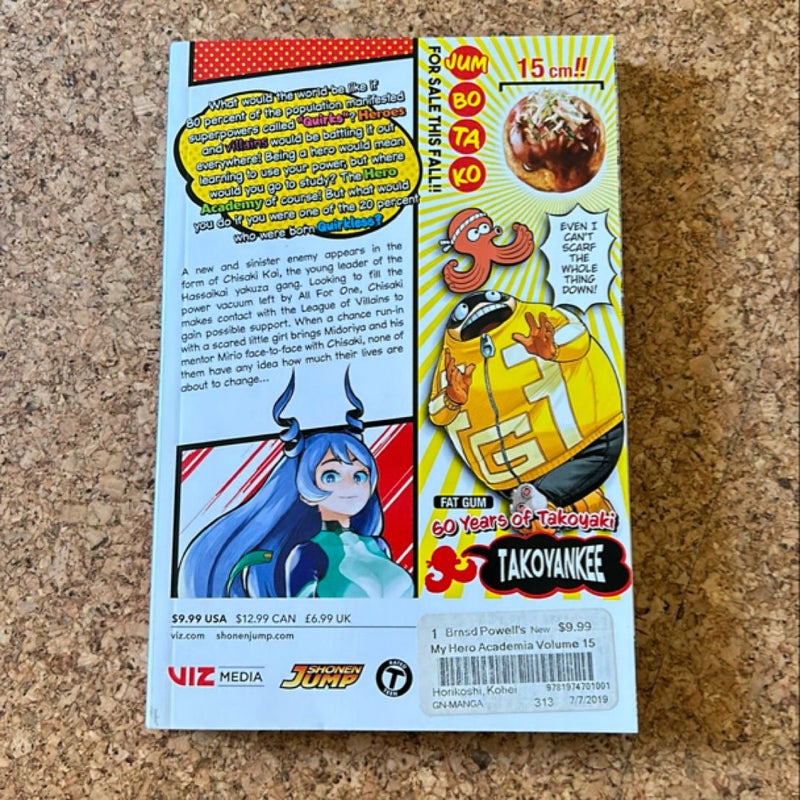 What would the world be like if
80 percent of the population manifested
superpowers called "Quirks"? Heroes
and villains would be battling it out
everywhere! Being a hero would mean
learning to use your power, but where
would you go to study? The Hero
Academy of course! But what would
you do if you were one of the 20 percent
who were born Quirkless?
A new and sinister enemy appears in the
form of Chisaki Kai, the young leader of the
Hassaikai yakuza gang. Looking to fill the
power vacuum left by All For One, Chisaki
makes contact with the League of Villains to
gain possible support. When a chance run-in
with a scared little girl brings Midoriya and his
mentor Mirio face-to-face with Chisaki, none of
them have any idea how much their lives are
about to change...
FOR SALE THIS FALL!!
JUM
BO
TA
KO
15 cm!!
EVEN I
CAN'T
SCARF
THE
WHOLE
THING
DOWN!
FAT GUM
60 Years of Takoyaki
TAKOYANKEE
$9.99 USA $12.99 CAN £6.99 UK
viz.com shonenjump.com
VIZ MEDIA
SHONEN
JUMP
RATED
T
TEEN
1 Brnsd Powell's New $9.99
My Hero Academia Volume 15
9781974701001
Horikoshi, Kohei
GN-MANGA 313 7/7/2019